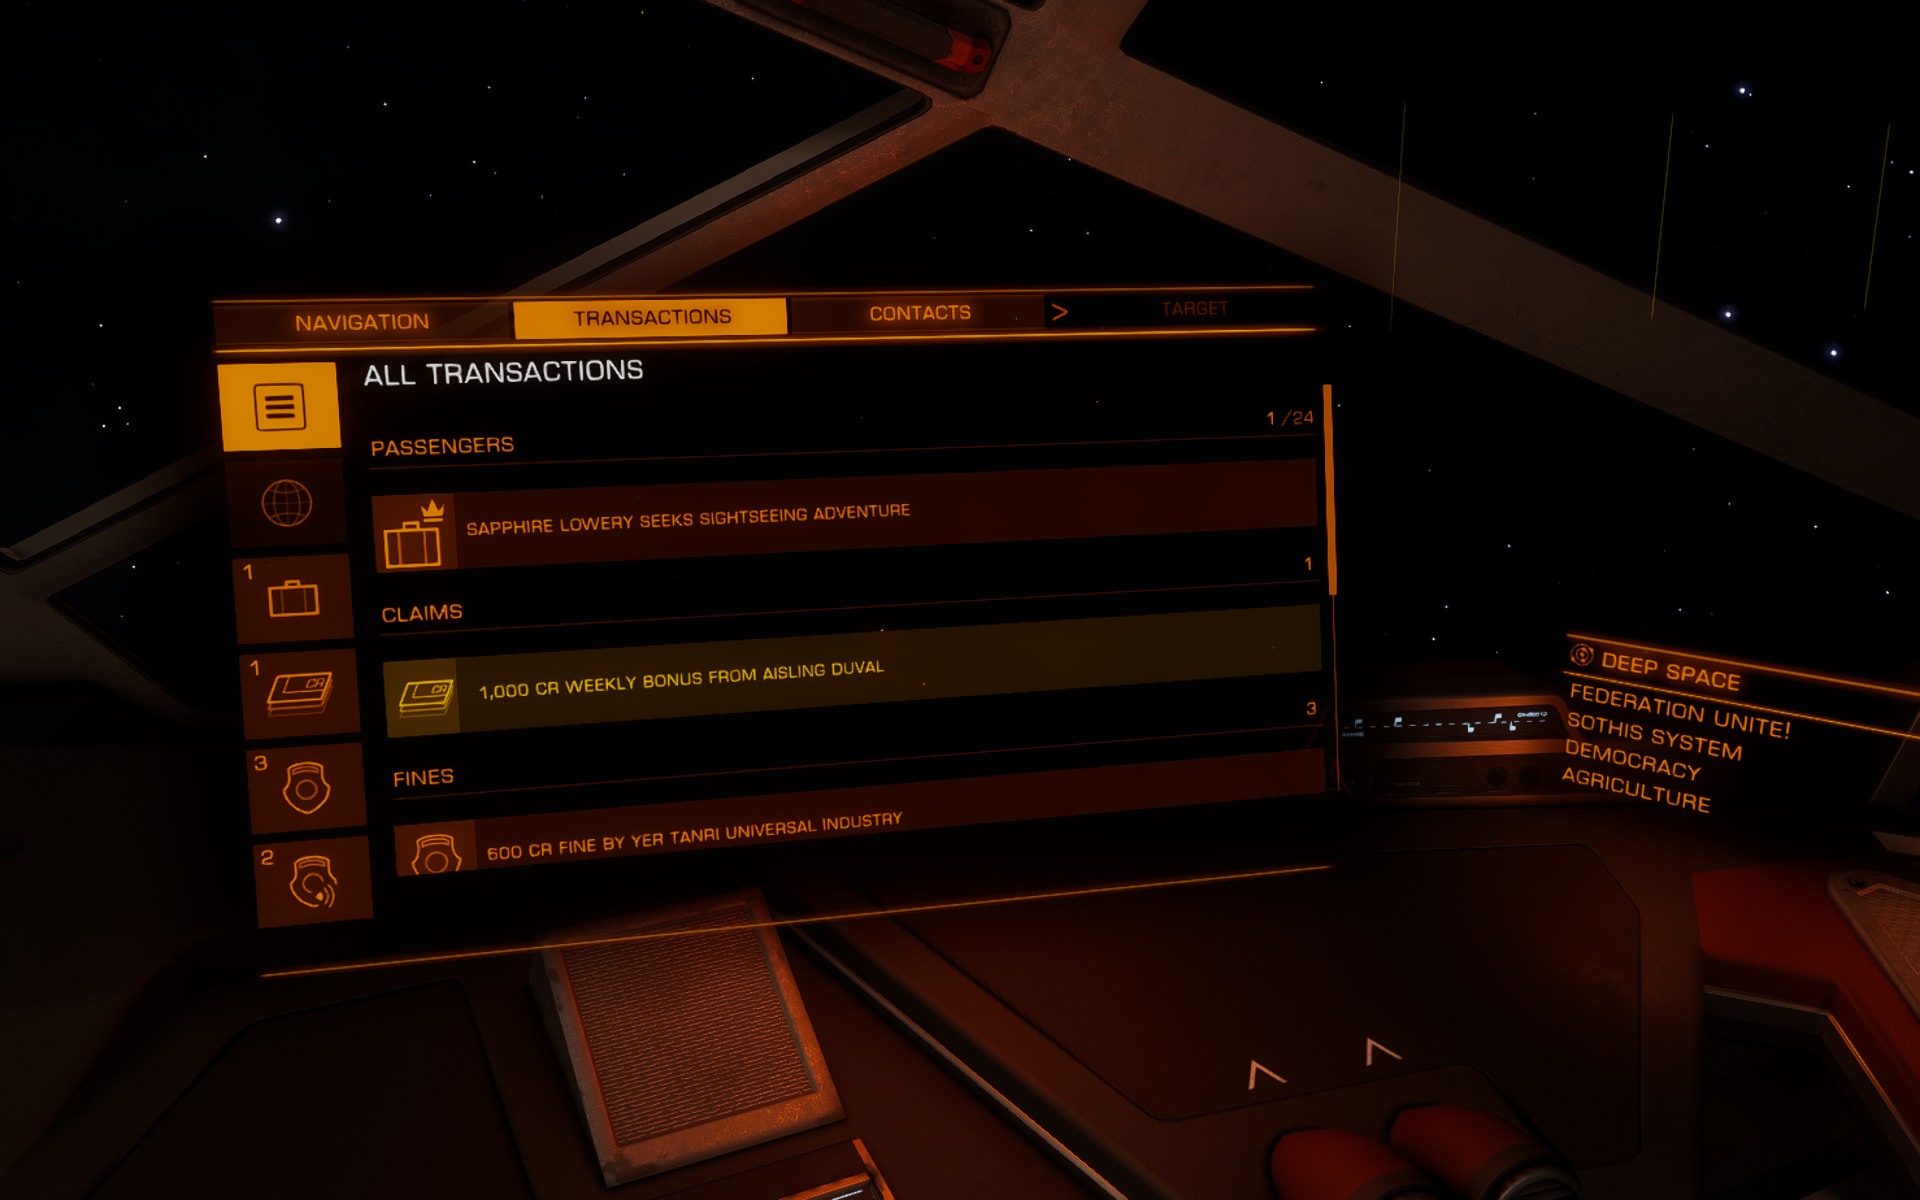 NAVIGATION
TRANSACTIONS
CONTACTS
>
TARGET
ALL TRANSACTIONS
1 /24
PASSENGERS
SAPPHIRE LOWERY SEEKS SIGHTSEEING ADVENTURE
1
CLAIMS
1,000 CR WEEKLY BONUS FROM AISLING DUVAL
3
FINES
600 CR FINE BY YER TANRI UNIVERSAL INDUSTRY
1
1
CR
3
2
CR
DEEP SPACE
FEDERATION UNITE!
SOTHIS SYSTEM
DEMOCRACY
AGRICULTURE